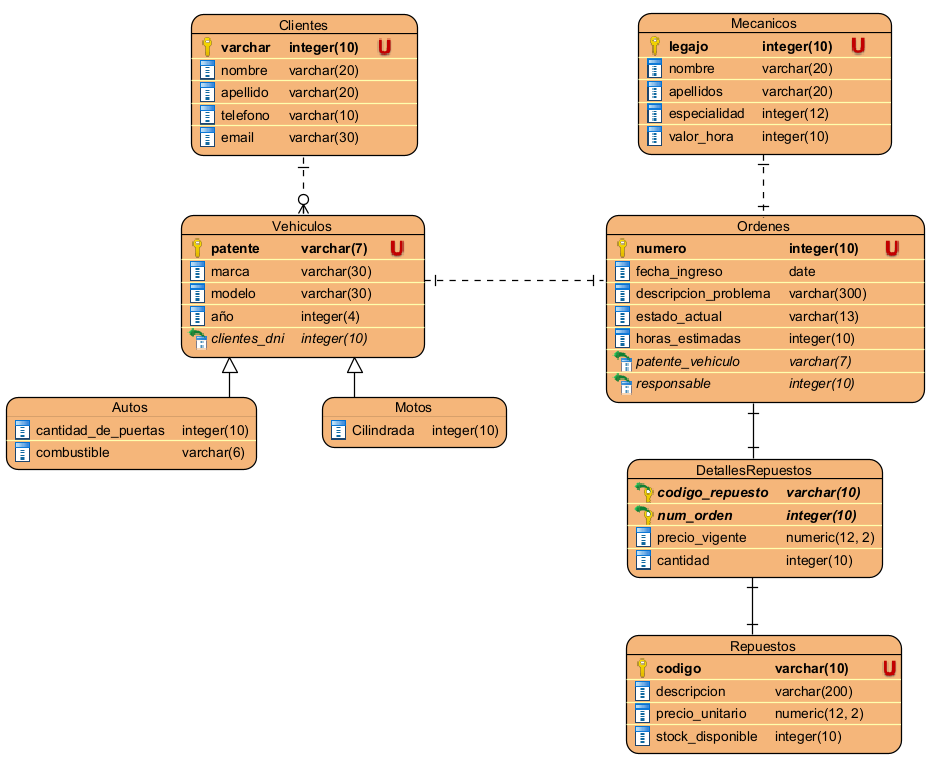 Clientes
varchar integer(10) U
nombre varchar(20)
apellido varchar(20)
telefono varchar(10)
email varchar(30)
Mecanicos
legajo integer(10) U
nombre varchar(20)
apellidos varchar(20)
especialidad integer(12)
valor_hora integer(10)
Vehiculos
patente varchar(7) U
marca varchar(30)
modelo varchar(30)
año integer(4)
clientes_dni integer(10)
Ordenes
numero integer(10) U
fecha_ingreso date
descripcion_problema varchar(300)
estado_actual varchar(13)
horas_estimadas integer(10)
patente_vehiculo varchar(7)
responsable integer(10)
Autos
cantidad_de_puertas integer(10)
combustible varchar(6)
Motos
Cilindrada integer(10)
DetallesRepuestos
codigo_repuesto varchar(10)
num_orden integer(10)
precio_vigente numeric(12, 2)
cantidad integer(10)
Repuestos
codigo varchar(10) U
descripcion varchar(200)
precio_unitario numeric(12, 2)
stock_disponible integer(10)